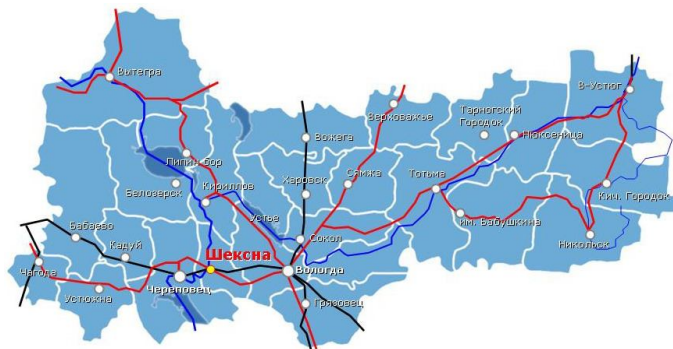 Вытегра
В-Устюг
Верховажье
Тарногский
Городок
Нюксеница
Вожега
Липин бор
Сямжа
Тотьма
Харовск
Белозерск
Кириллов
Кич. Городок
Устье
им. Бабушкина
Бабаево
Сокол
Никольск
Кадуй
Шексна
Чагода
Вологда
Череповец
Устюжна
Грязовец